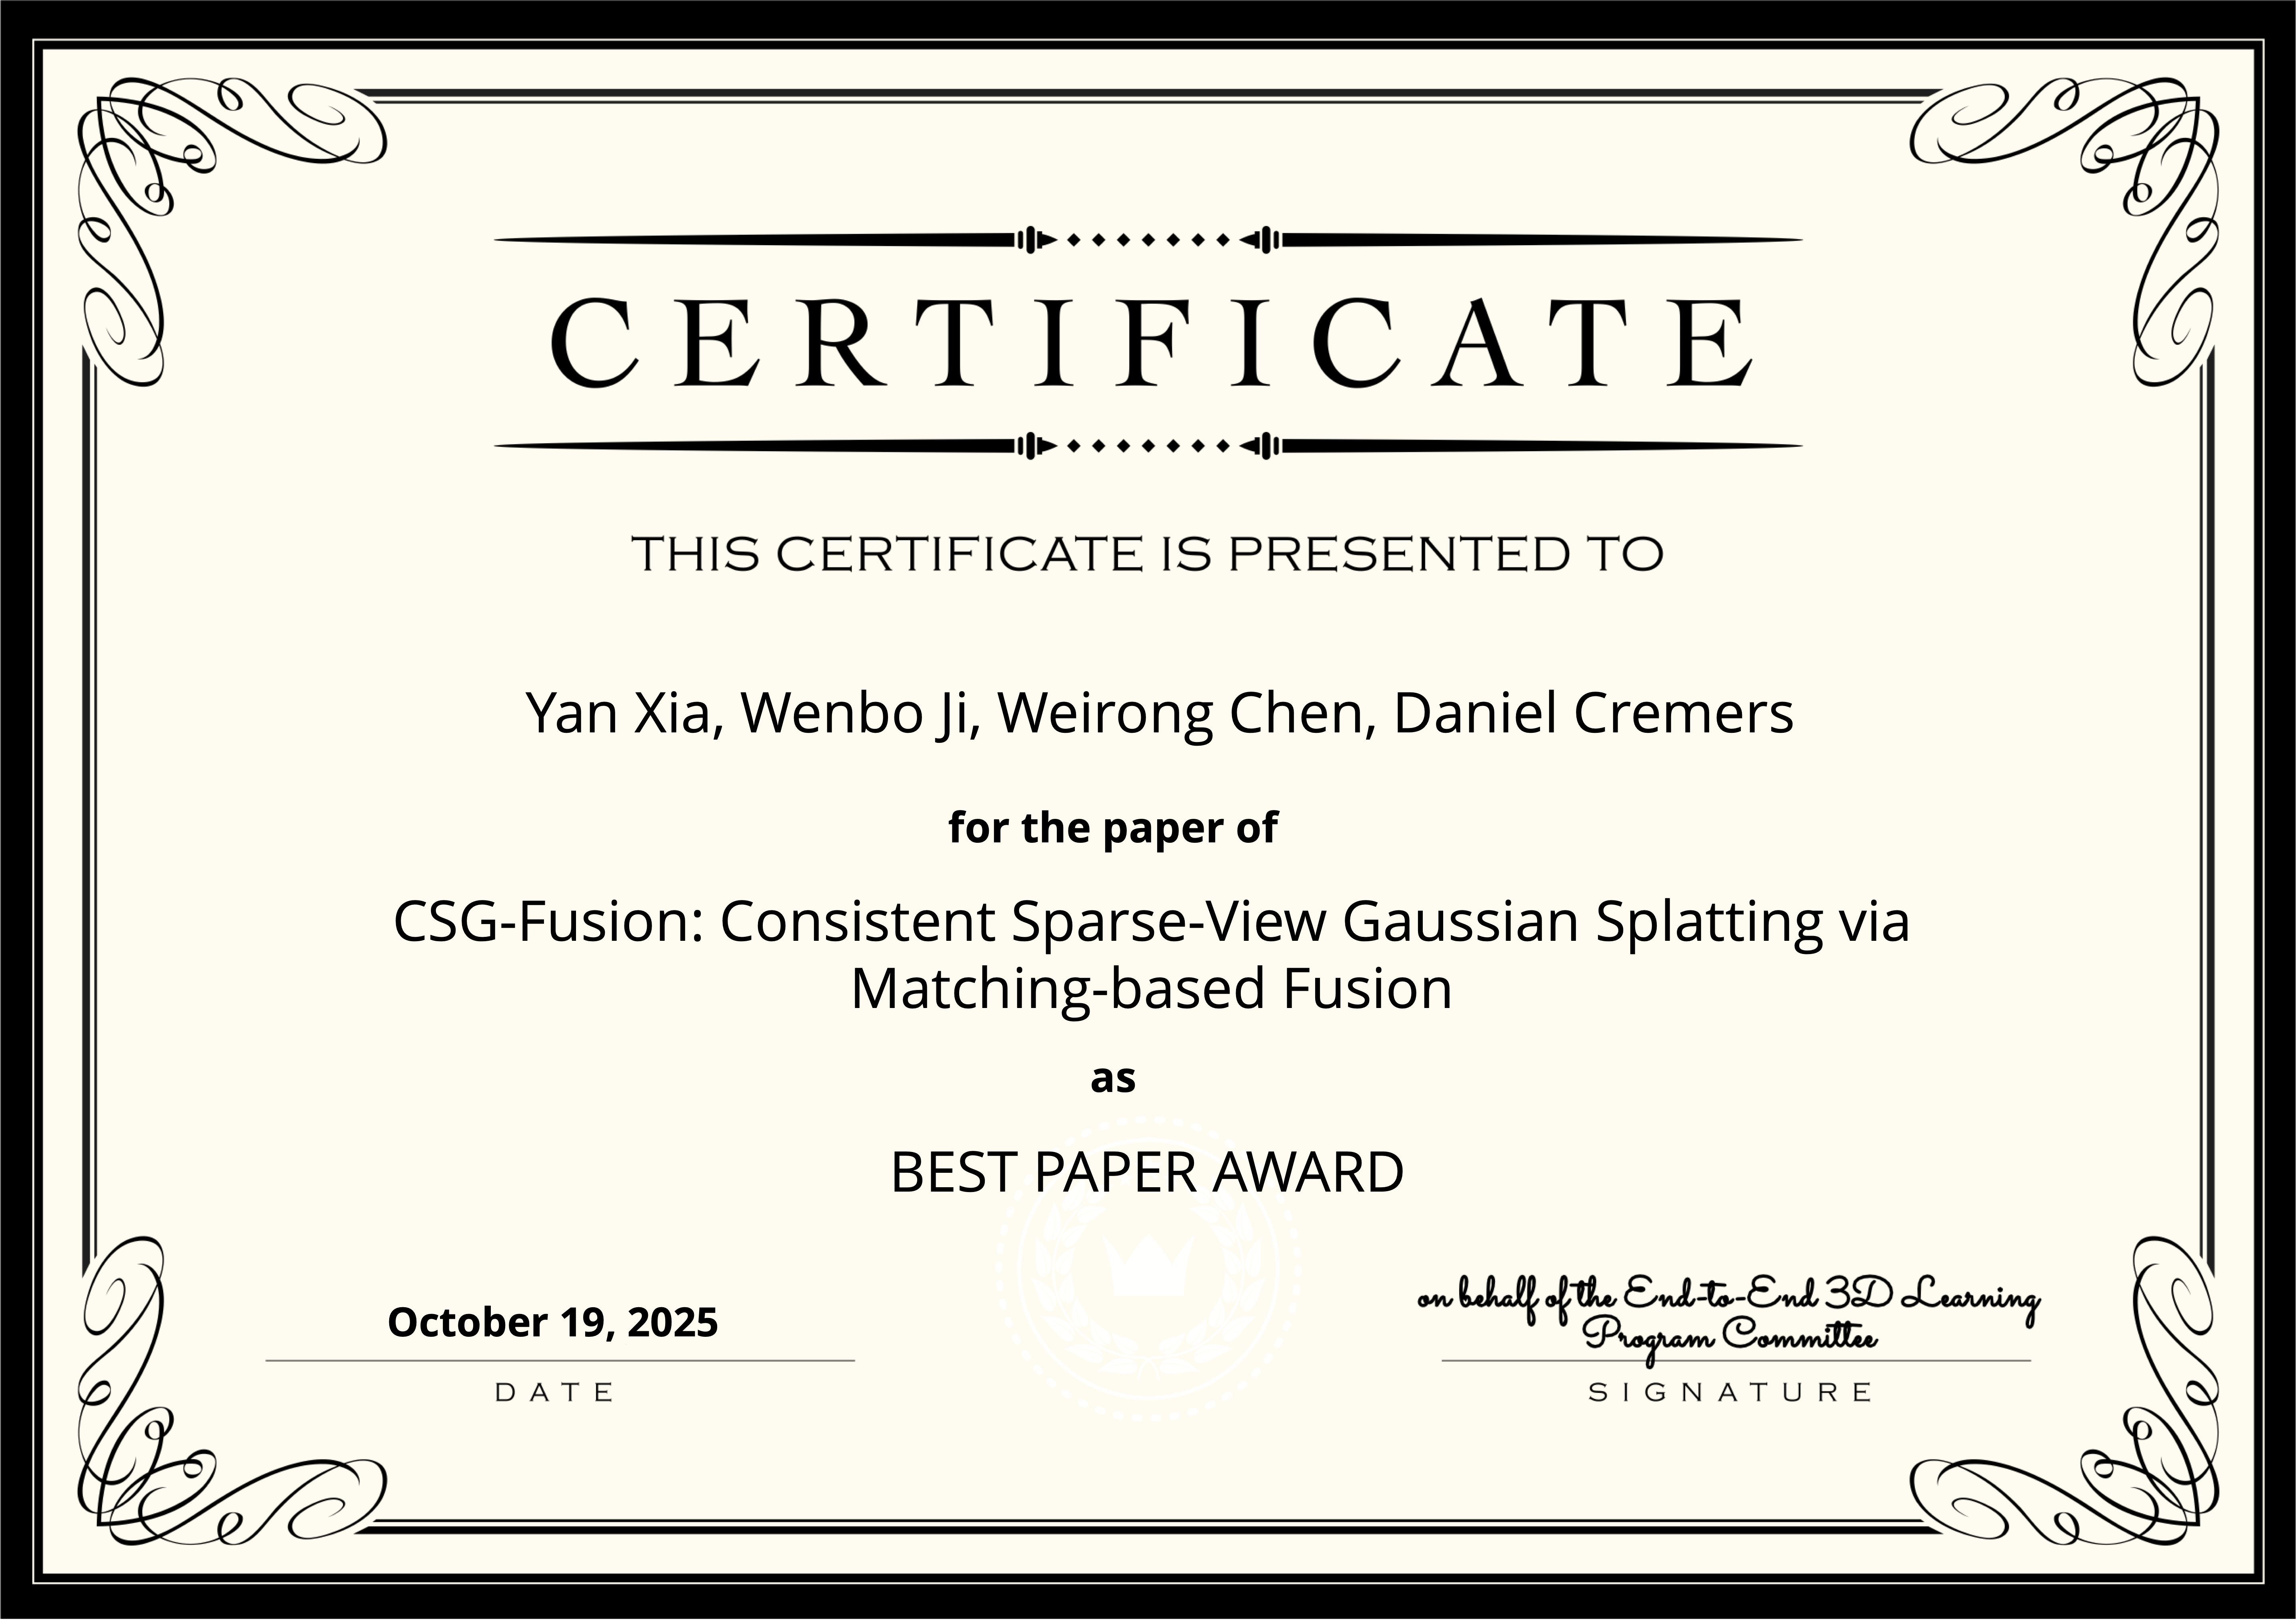 CERTIFICATE
THIS CERTIFICATE IS PRESENTED TO
Yan Xia, Wenbo Ji, Weirong Chen, Daniel Cremers
for the paper of
CSG-Fusion: Consistent Sparse-View Gaussian Splatting via
Matching-based Fusion
as
BEST PAPER AWARD
October 19, 2025
DATE
on behalf of the End-to-End 3D Learning
Program Committee
SIGNATURE